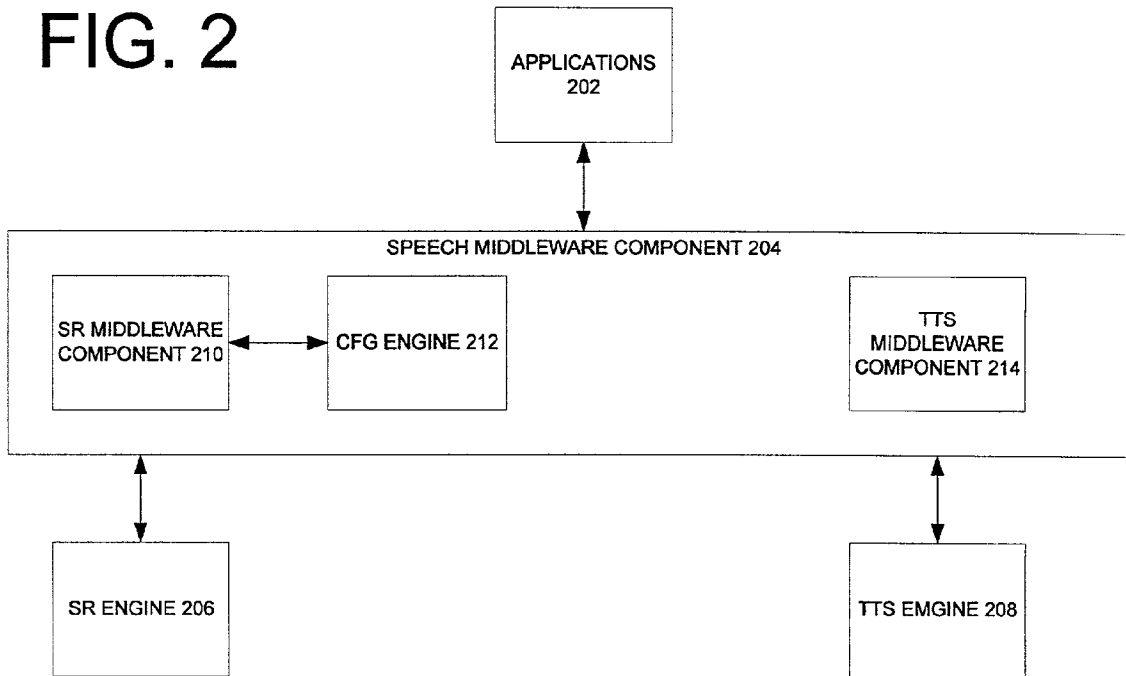 FIG. 2
APPLICATIONS
202
SPEECH MIDDLEWARE COMPONENT 204
SR MIDDLEWARE
COMPONENT 210
CFG ENGINE 212
TTS
MIDDLEWARE
COMPONENT 214
SR ENGINE 206
TTS EMGINE 208